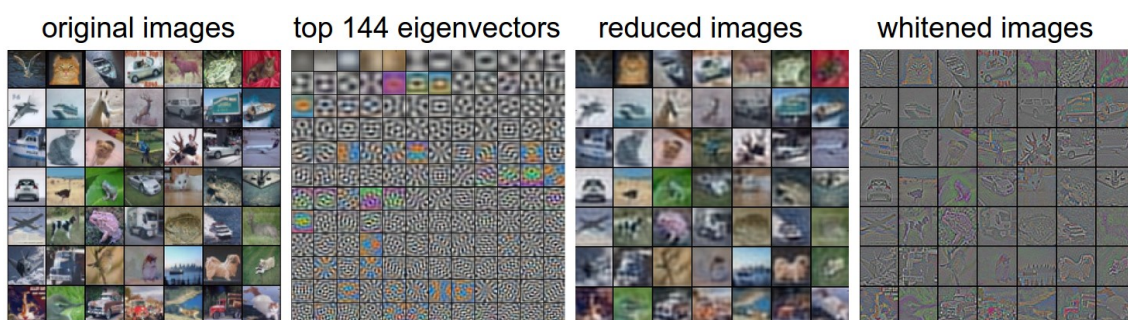 original images
top 144 eigenvectors
reduced images
whitened images